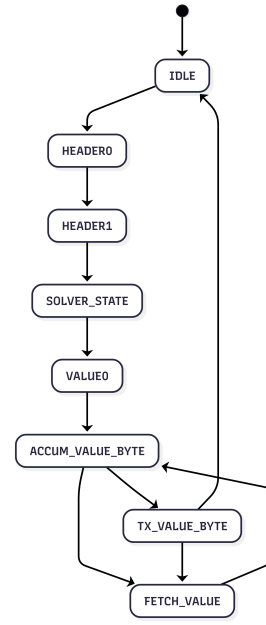 IDLE
HEADER0
HEADER1
SOLVER_STATE
VALUE0
ACCUM_VALUE_BYTE
TX_VALUE_BYTE
FETCH_VALUE